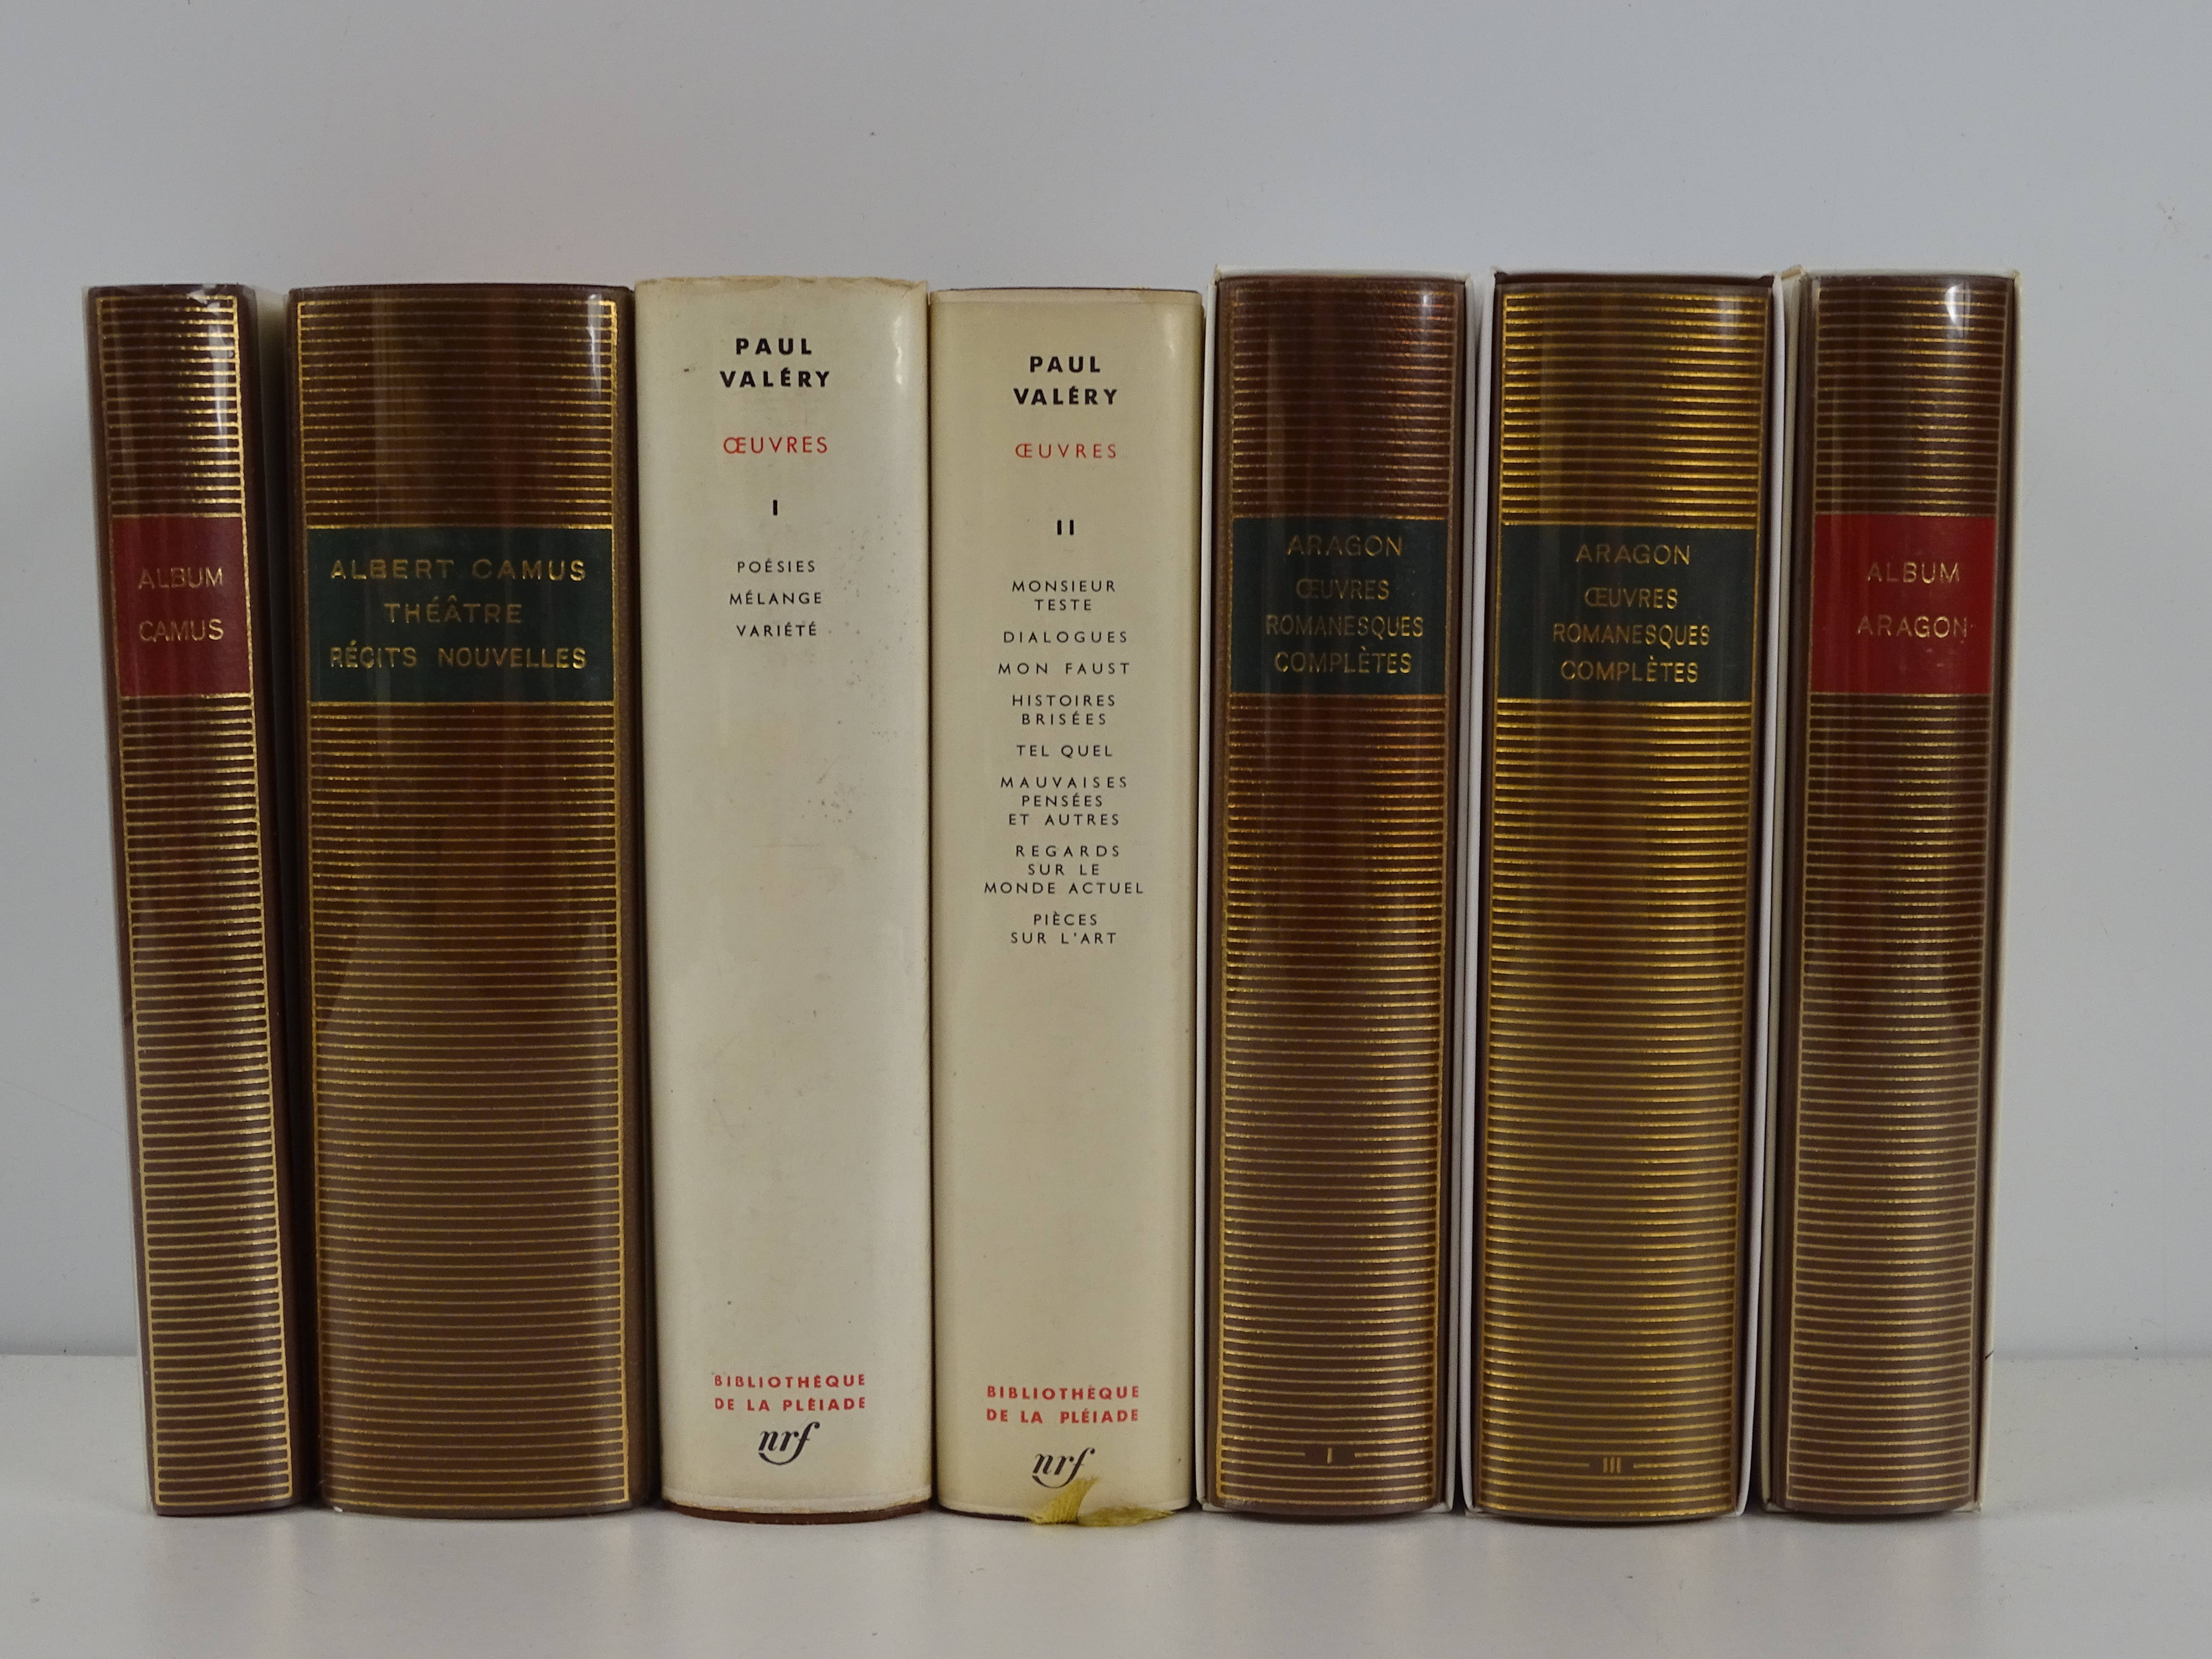 ALBUM
CAMUS
ALBERT CAMUS
THÉÂTRE
RÉCITS NOUVELLES
PAUL
VALÉRY
ŒUVRES
I
POÉSIES
MÉLANGE
VARIÉTÉ
BIBLIOTHÈQUE
DE LA PLÉIADE
nrf
PAUL
VALÉRY
ŒUVRES
II
MONSIEUR
TESTE
DIALOGUES
MON FAUST
HISTOIRES
BRISÉES
TEL QUEL
MAUVAISES
PENSÉES
ET AUTRES
REGARDS
SUR LE
MONDE ACTUEL
PIÈCES
SUR L'ART
BIBLIOTHÈQUE
DE LA PLÉIADE
nrf
ARAGON
ŒUVRES
ROMANESQUES
COMPLÈTES
I
ARAGON
ŒUVRES
ROMANESQUES
COMPLÈTES
III
ALBUM
ARAGON